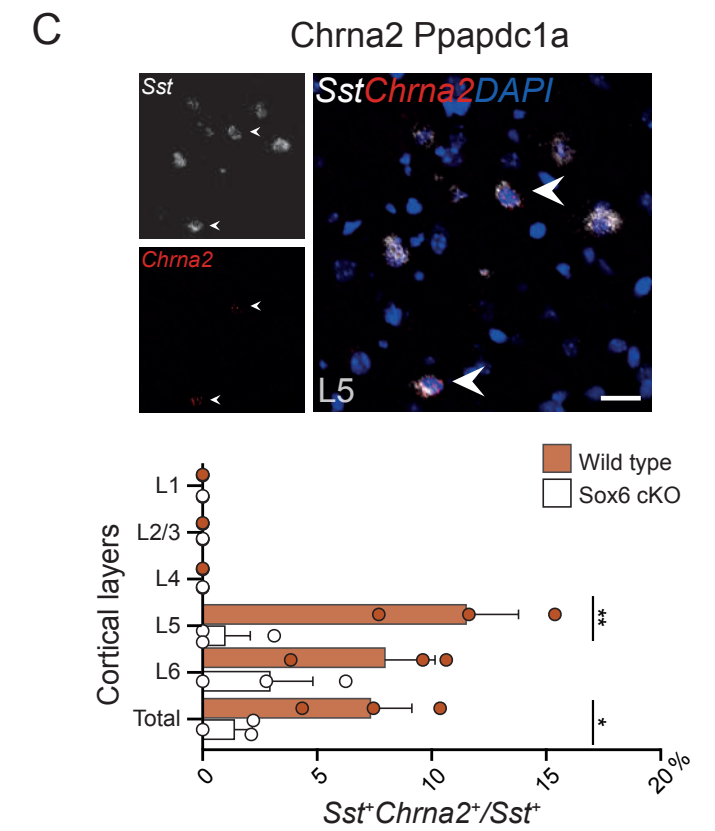 C
Chrna2 Ppapdc1a
Sst
SstChrna2DAPI
Chrna2
L5
Wild type
Sox6 cKO
Cortical layers
L1
L2/3
L4
L5
**
L6
Total
*
0
5
10
15
20%
Sst⁺Chrna2⁺/Sst⁺